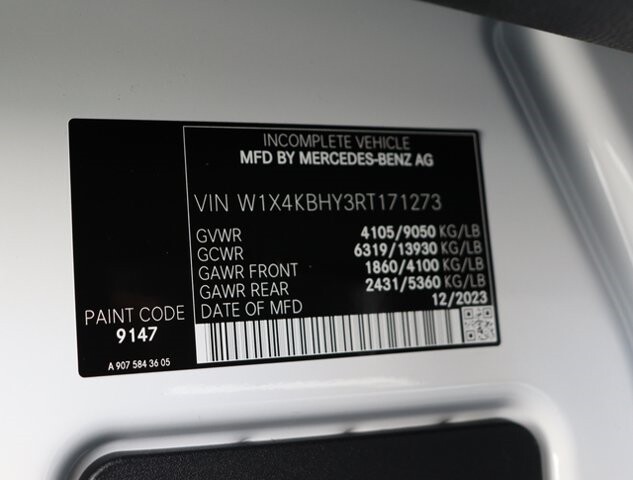 INCOMPLETE VEHICLE
MFD BY MERCEDES-BENZ AG
VIN W1X4KBHY3RT171273
GVWR 4105/9050 KG/LB
GCWR 6319/13930 KG/LB
GAWR FRONT 1860/4100 KG/LB
GAWR REAR 2431/5360 KG/LB
DATE OF MFD 12/2023
PAINT CODE
9147
A 907 584 36 05